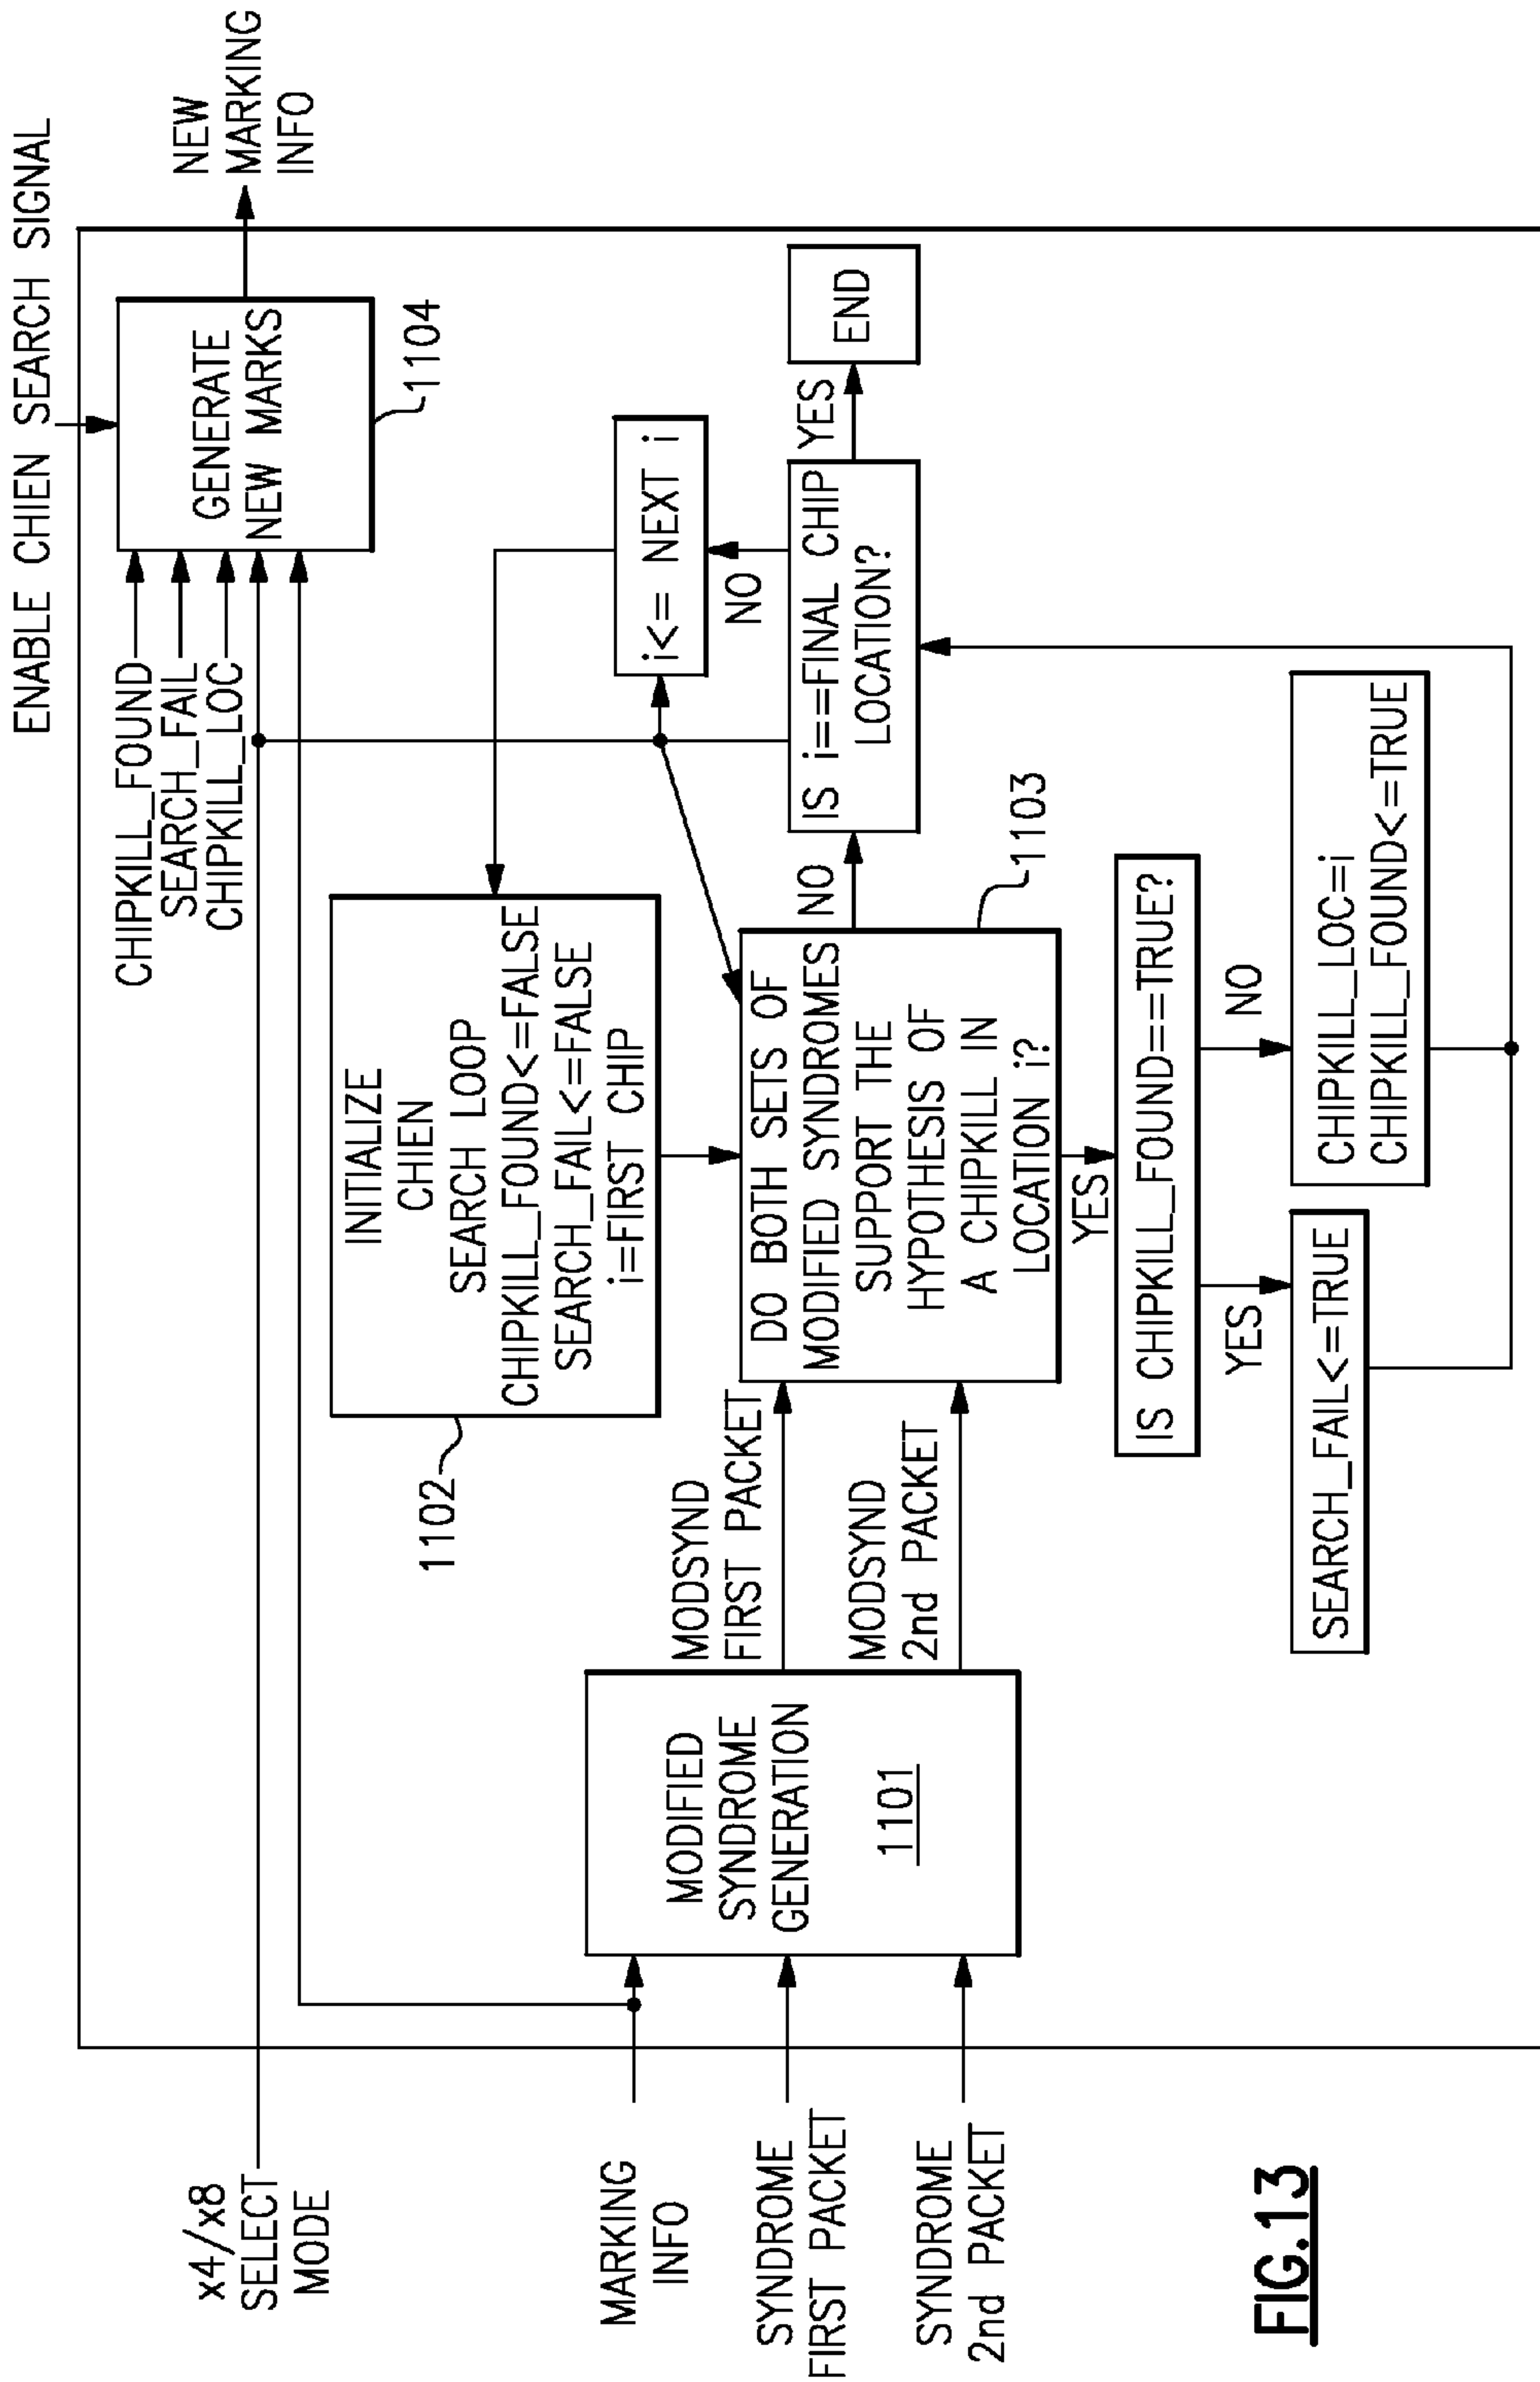 ENABLE CHIEN SEARCH SIGNAL
x4/x8
SELECT
MODE
CHIPKILL_FOUND
SEARCH_FAIL
CHIPKILL_LOC
GENERATE
NEW MARKS
1104
NEW
MARKING
INFO
INITIALIZE
CHIEN
SEARCH LOOP
CHIPKILL_FOUND<=FALSE
SEARCH_FAIL<=FALSE
i=FIRST CHIP
1102
i<= NEXT i
NO
MARKING
INFO
SYNDROME
FIRST PACKET
SYNDROME
2nd PACKET
MODIFIED
SYNDROME
GENERATION
1101
MODSYND
FIRST PACKET
MODSYND
2nd PACKET
DO BOTH SETS OF
MODIFIED SYNDROMES
SUPPORT THE
HYPOTHESIS OF
A CHIPKILL IN
LOCATION i?
1103
NO
IS i==FINAL CHIP
LOCATION?
YES
END
YES
IS CHIPKILL_FOUND==TRUE?
YES
NO
SEARCH_FAIL<=TRUE
CHIPKILL_LOC=i
CHIPKILL_FOUND<=TRUE
FIG.13